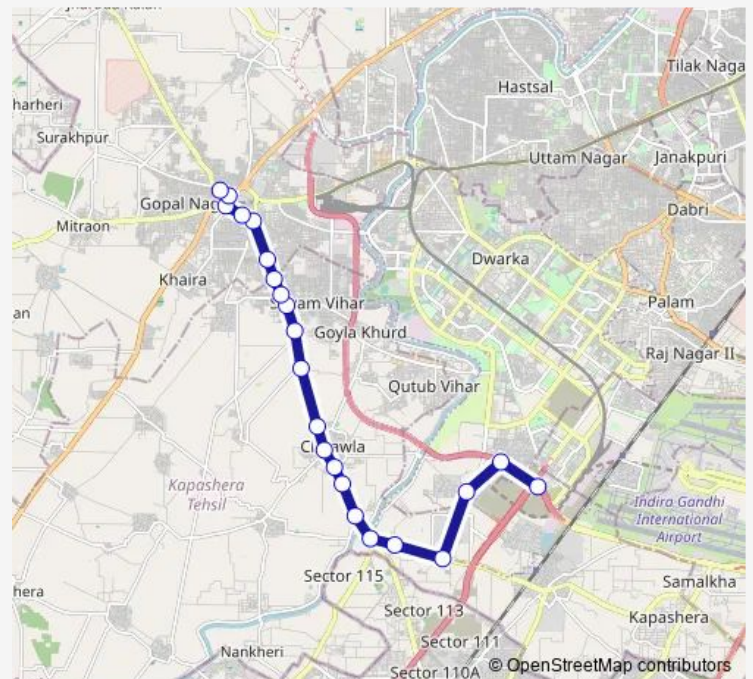 Hastsal
Tilak Naga
harheri
Surakhpur
Uttam Nagar
Janakpuri
Gopal Nag
Dabri
Mitraon
Dwarka
Khaira
Palam
an
yam Vihar
Goyla Khurd
Raj Nagar II
Qutub Vihar
awla
Kapashera
Tehsil
Indira Gandhi
International
Airport
Sector 115
Samalkha
hera
Sector 113
Kapashera
Sector 111
Nankheri
Sector 110A
© OpenStreetMap contributors